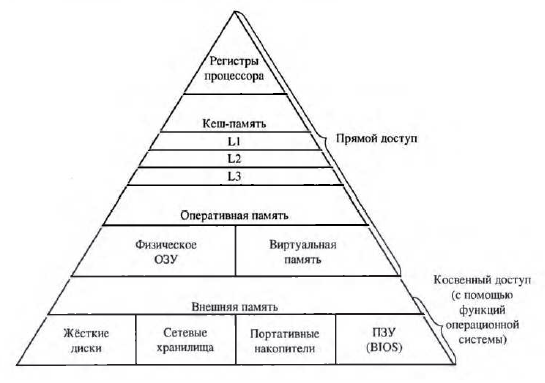 Регистры
процессора
Кеш-память
L1
L2
L3
Прямой доступ
Оперативная память
Физическое
ОЗУ
Виртуальная
память
Внешняя память
Жёсткие
диски
Сетевые
хранилища
Портативные
накопители
ПЗУ
(BIOS)
Косвенный доступ
(с помощью
функций
операционной
системы)